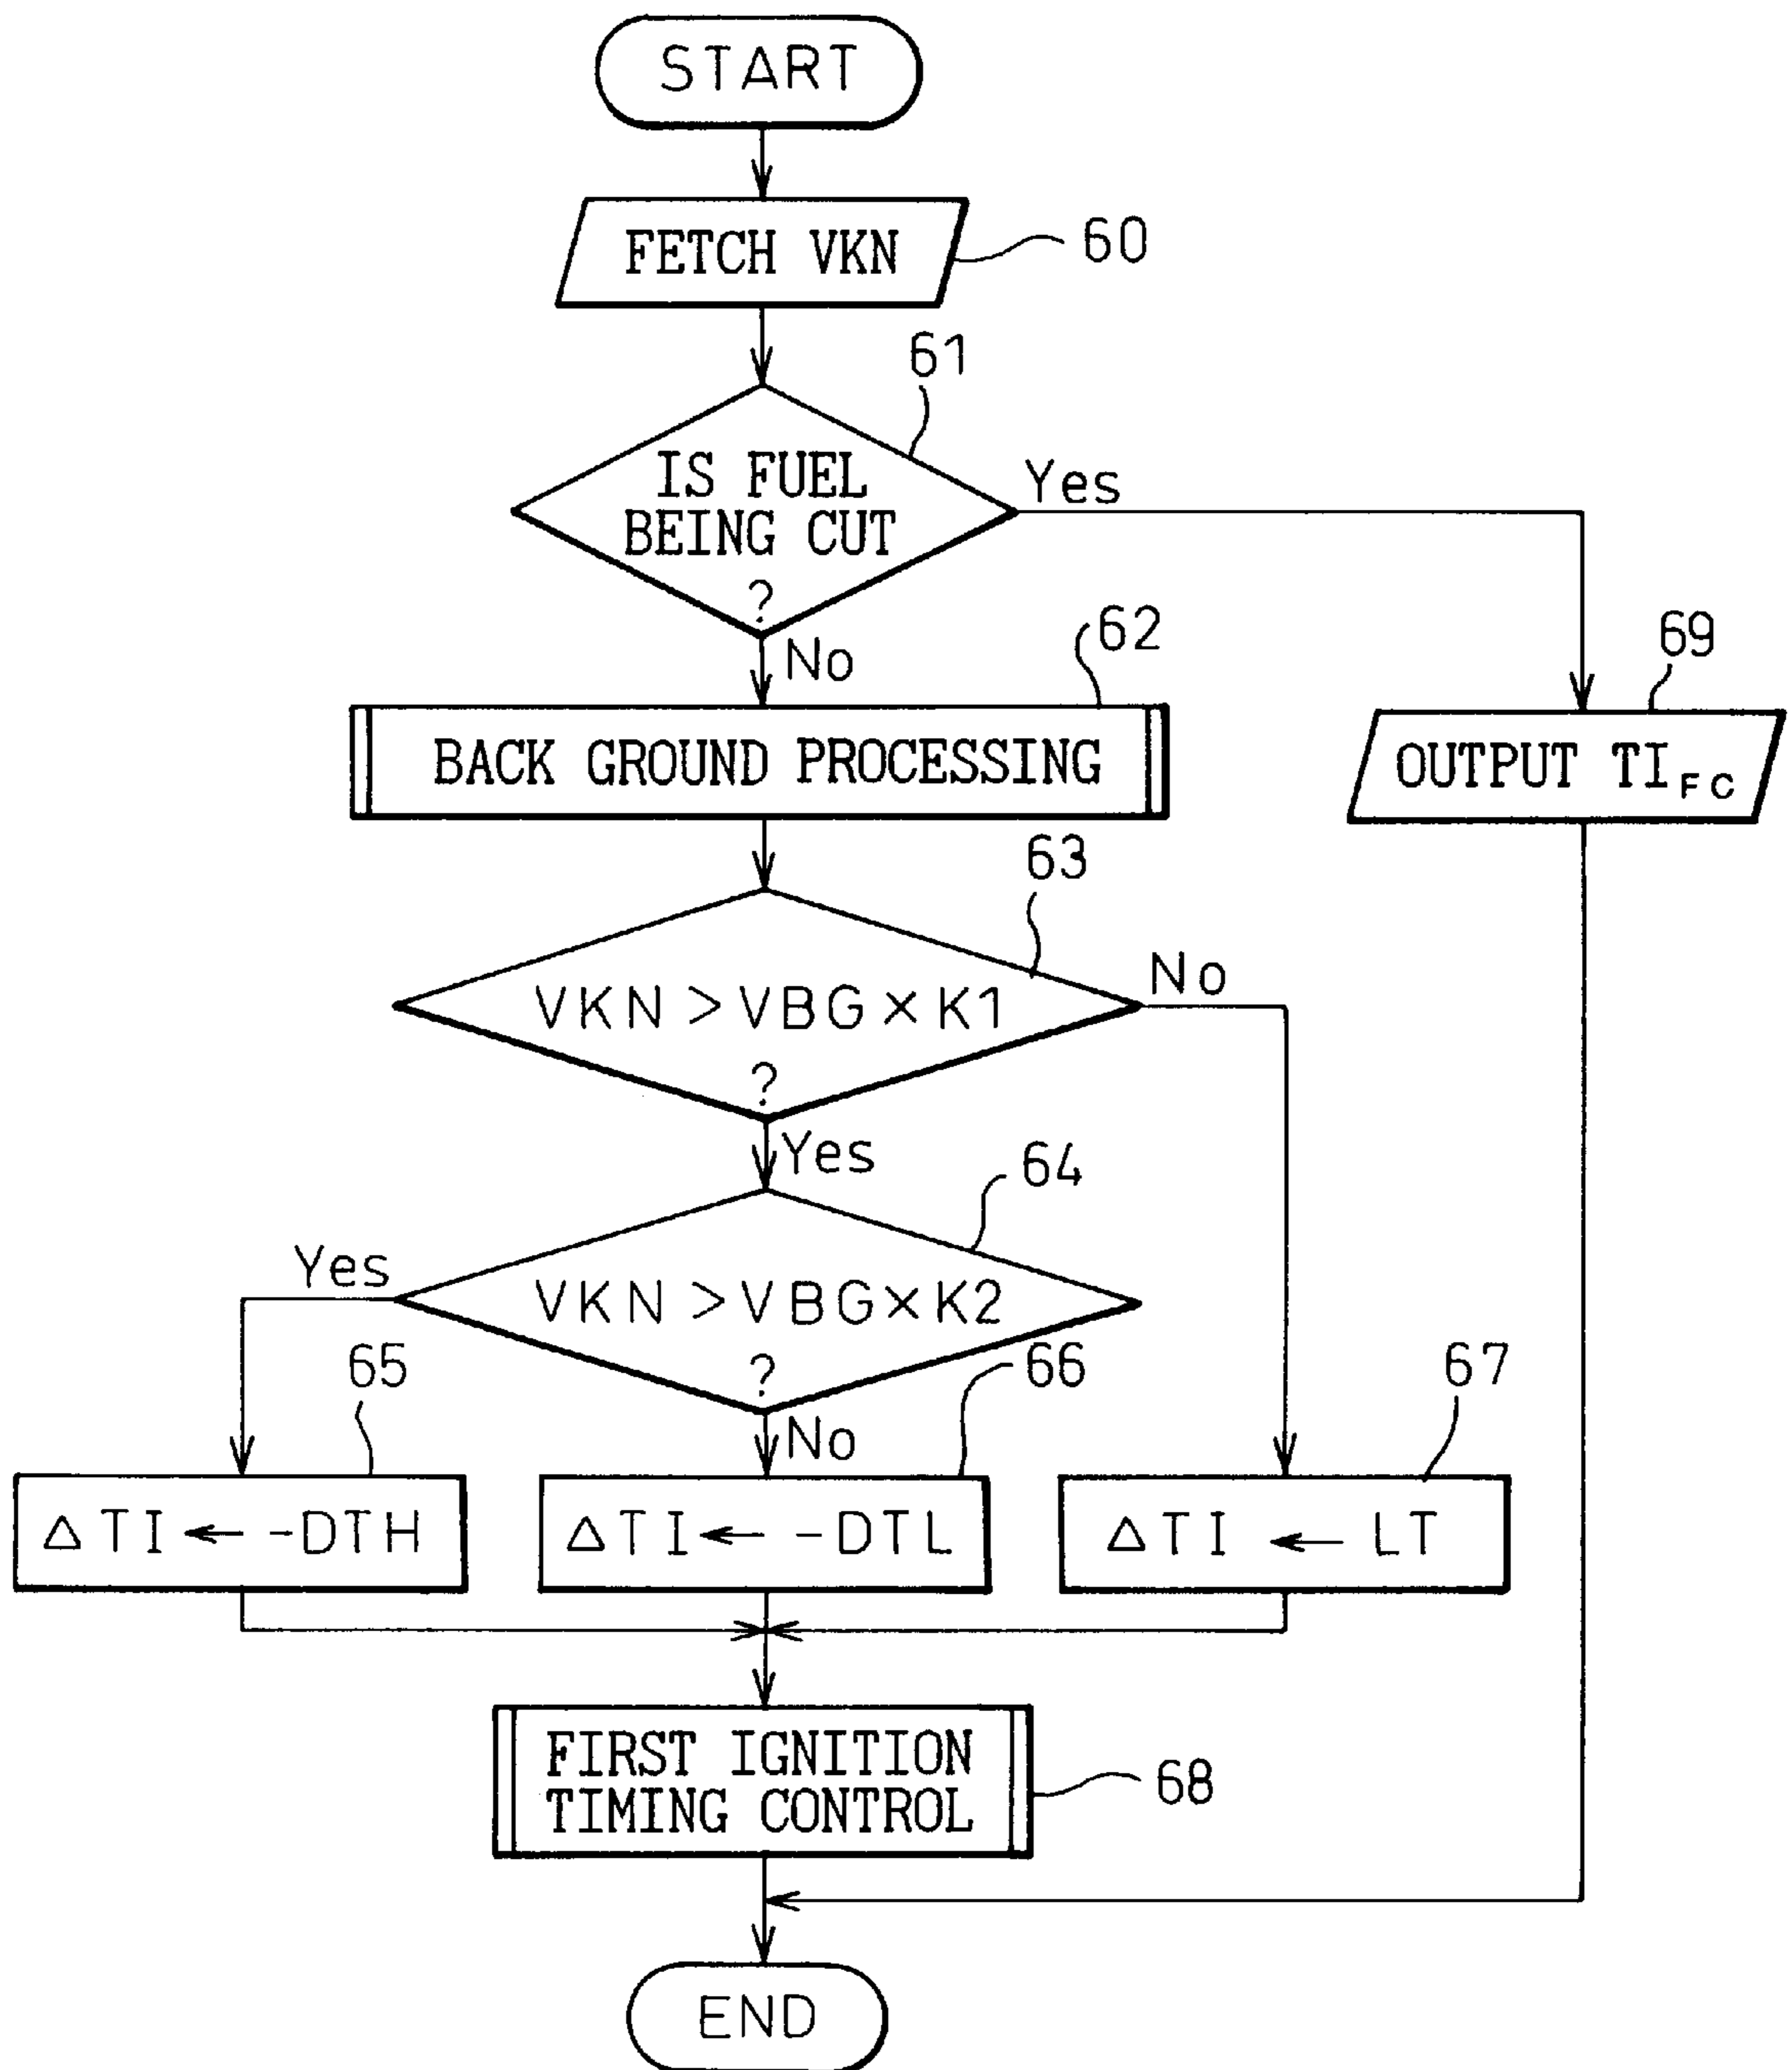 START
FETCH VKN
60
61
IS FUEL
BEING CUT
?
Yes
No
62
BACK GROUND PROCESSING
69
OUTPUT TIFC
63
VKN > VBG × K1
?
No
Yes
64
VKN > VBG × K2
?
Yes
No
65
ΔTI ← -DTH
66
ΔTI ← -DTL
67
ΔTI ← LT
FIRST IGNITION
TIMING CONTROL
68
END